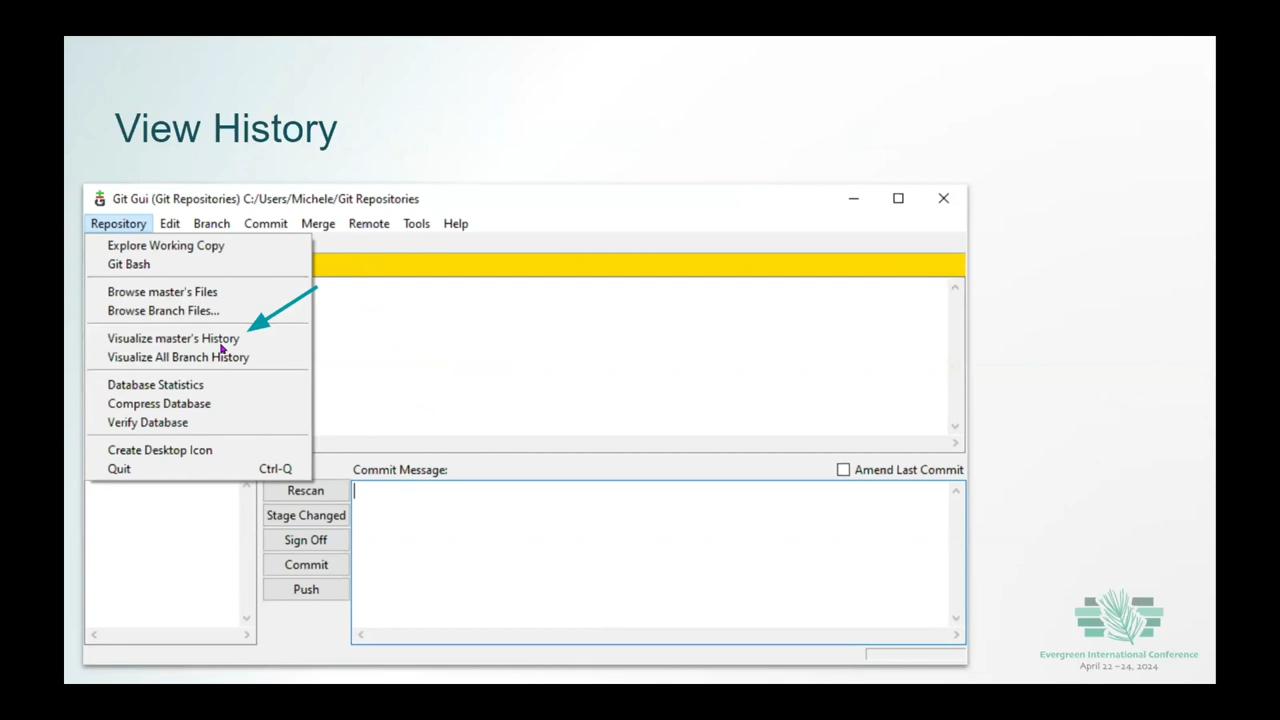 View History
Git Gui (Git Repositories) C:/Users/Michele/Git Repositories
Repository Edit Branch Commit Merge Remote Tools Help
Explore Working Copy
Git Bash
Browse master's Files
Browse Branch Files...
Visualize master's History
Visualize All Branch History
Database Statistics
Compress Database
Verify Database
Create Desktop Icon
Quit Ctrl-Q
Commit Message: Amend Last Commit
Rescan
Stage Changed
Sign Off
Commit
Push
Evergreen International Conference
April 22 –24, 2024